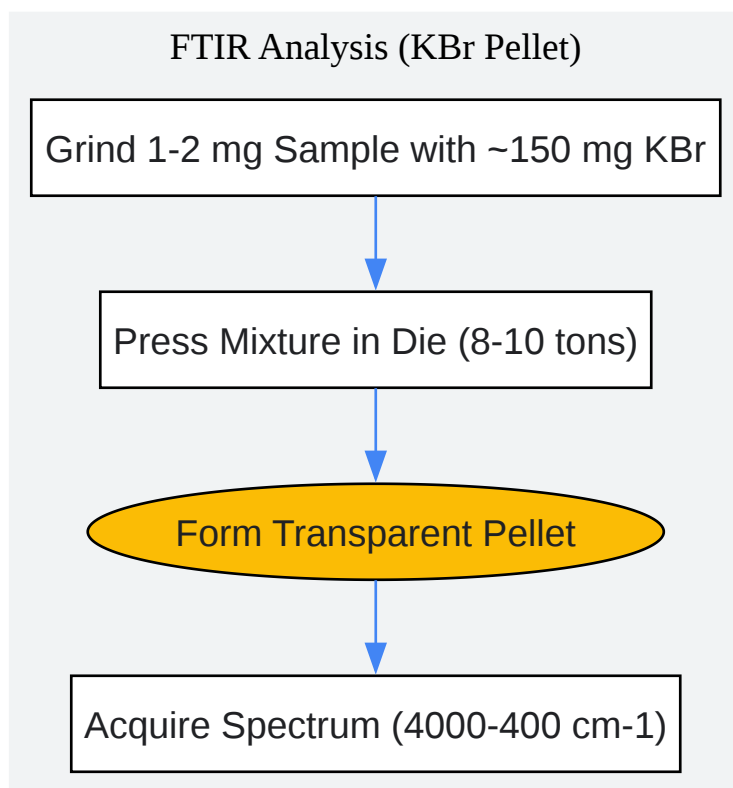 FTIR Analysis (KBr Pellet)
Grind 1-2 mg Sample with ~150 mg KBr
Press Mixture in Die (8-10 tons)
Form Transparent Pellet
Acquire Spectrum (4000-400 cm-1)